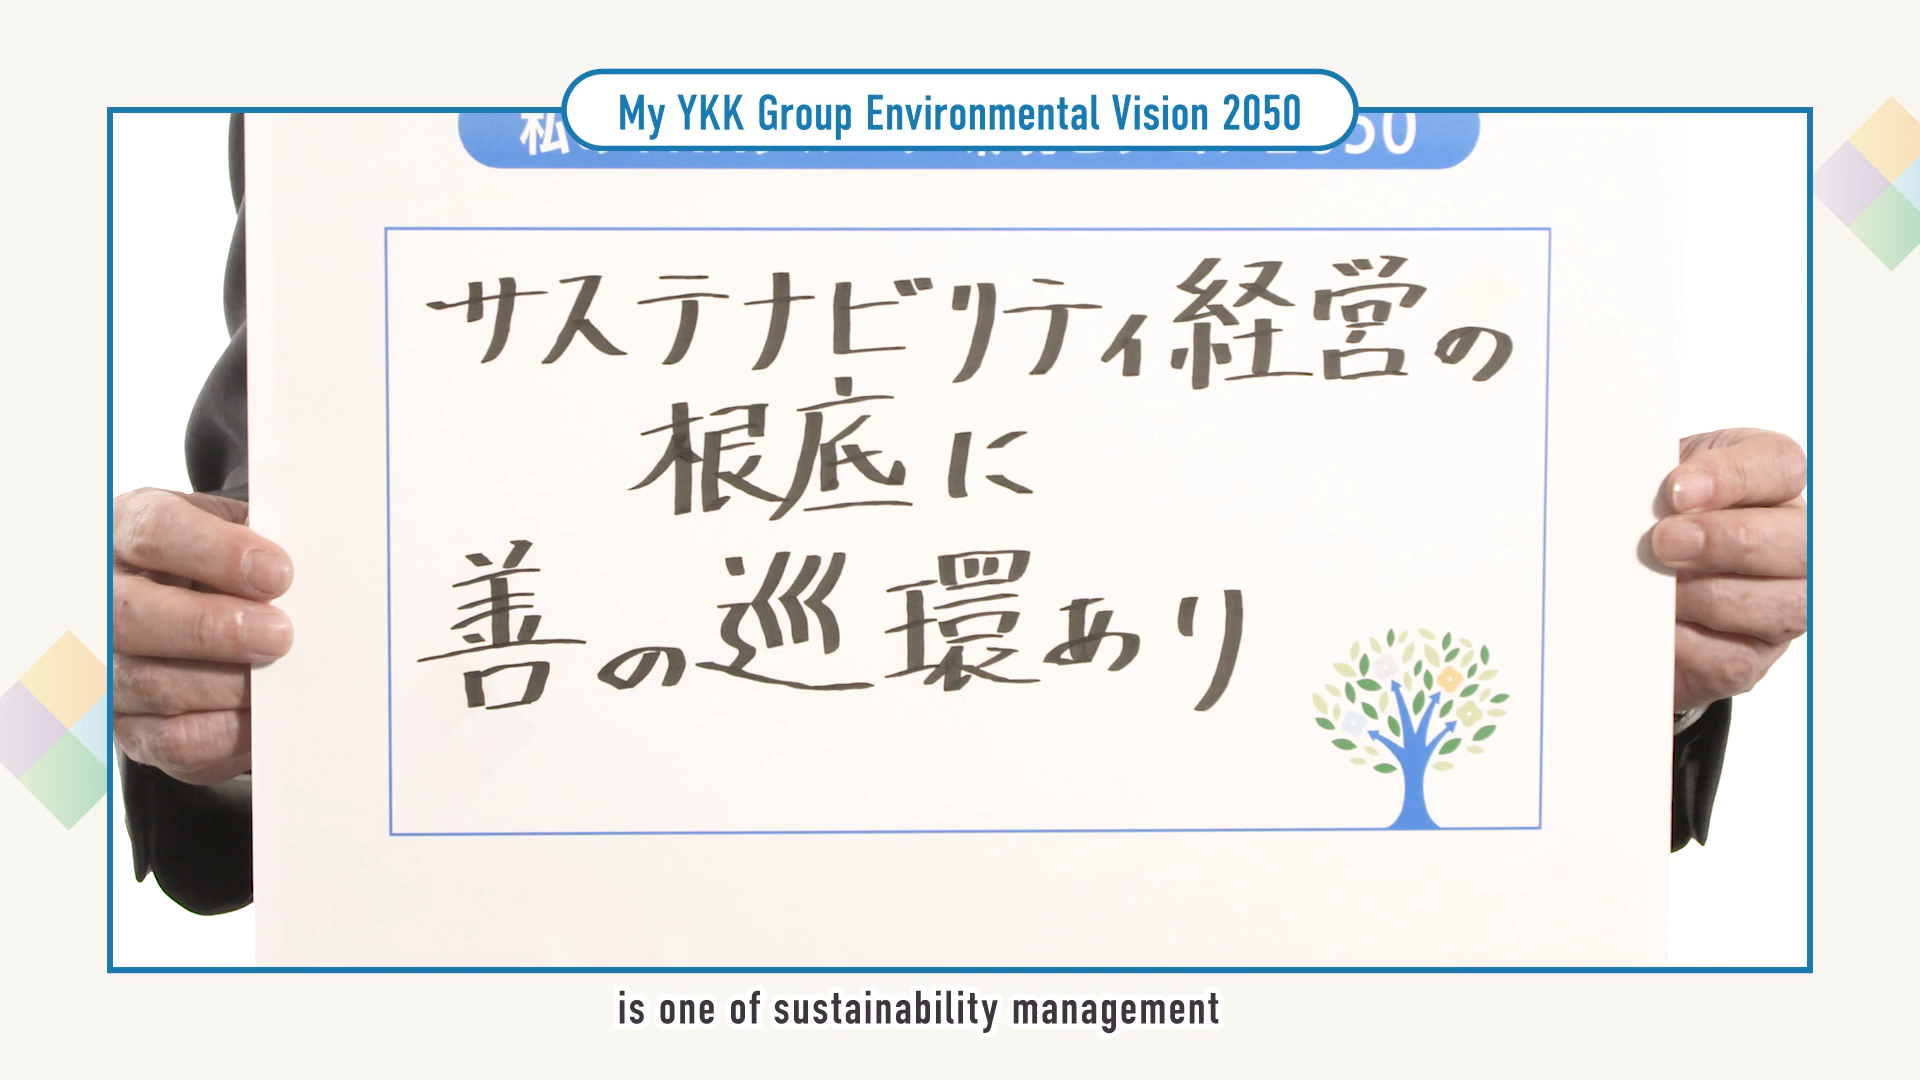 My YKK Group Environmental Vision 2050
サステナビリティ経営の
根底に
善の巡環あり
is one of sustainability management